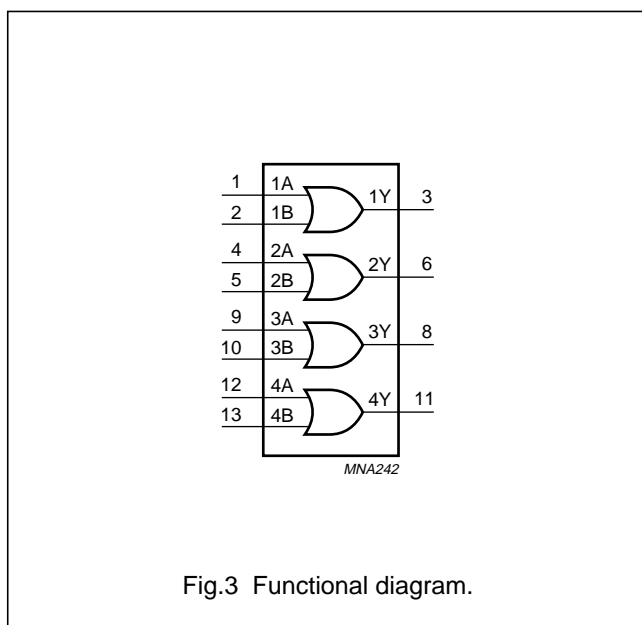 1 1A 1Y 3
2 1B
4 2A 2Y 6
5 2B
9 3A 3Y 8
10 3B
12 4A 4Y 11
13 4B
MNA242
Fig.3 Functional diagram.